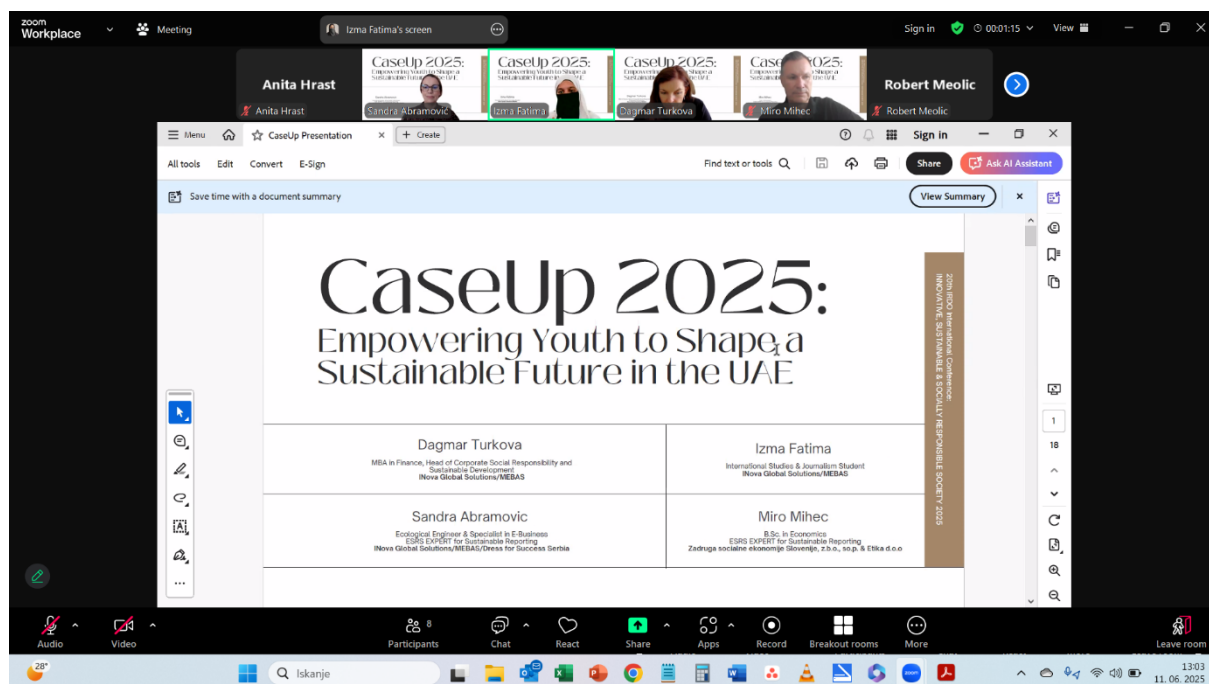 zoom
Workplace
Meeting
Izma Fatima's screen
Sign in
00:01:15
View
Anita Hrast
Anita Hrast
CaseUp 2025:
Sandra Abramovic
CaseUp 2025:
Izma Fatima
CaseUp 2025:
Dagmar Turkova
Miro Mihec
Robert Meolic
Robert Meolic
Menu
CaseUp Presentation
+ Create
Sign in
All tools
Edit
Convert
E-Sign
Find text or tools
Share
Ask AI Assistant
Save time with a document summary
View Summary
CaseUp 2025:
Empowering Youth to Shape a
Sustainable Future in the UAE
20th IRDO International Conference:
INNOVATIVE, SUSTAINABLE & SOCIALLY RESPONSIBLE SOCIETY 2025
Dagmar Turkova
MBA in Finance, Head of Corporate Social Responsibility and
Sustainable Development
INova Global Solutions/MEBAS
Izma Fatima
International Studies & Journalism Student
INova Global Solutions/MEBAS
Sandra Abramovic
Ecological Engineer & Specialist in E-Business
ESRS EXPERT for Sustainable Reporting
INova Global Solutions/MEBAS/Dress for Success Serbia
Miro Mihec
B.Sc. in Economics
ESRS EXPERT for Sustainable Reporting
Zadruga socialne ekonomije Slovenije, z.b.o., so.p. & Etika d.o.o
1
18
Audio
Video
8
Participants
Chat
React
Share
Apps
Record
Breakout rooms
More
Leave room
28°
Iskanje
13:03
11. 06. 2025